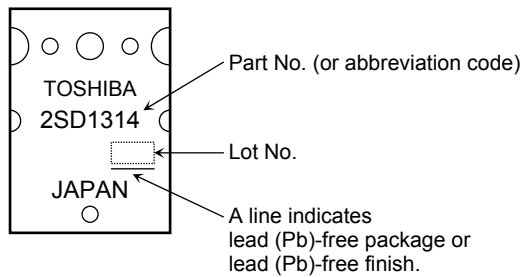 TOSHIBA
2SD1314
JAPAN
Part No. (or abbreviation code)
Lot No.
A line indicates
lead (Pb)-free package or
lead (Pb)-free finish.